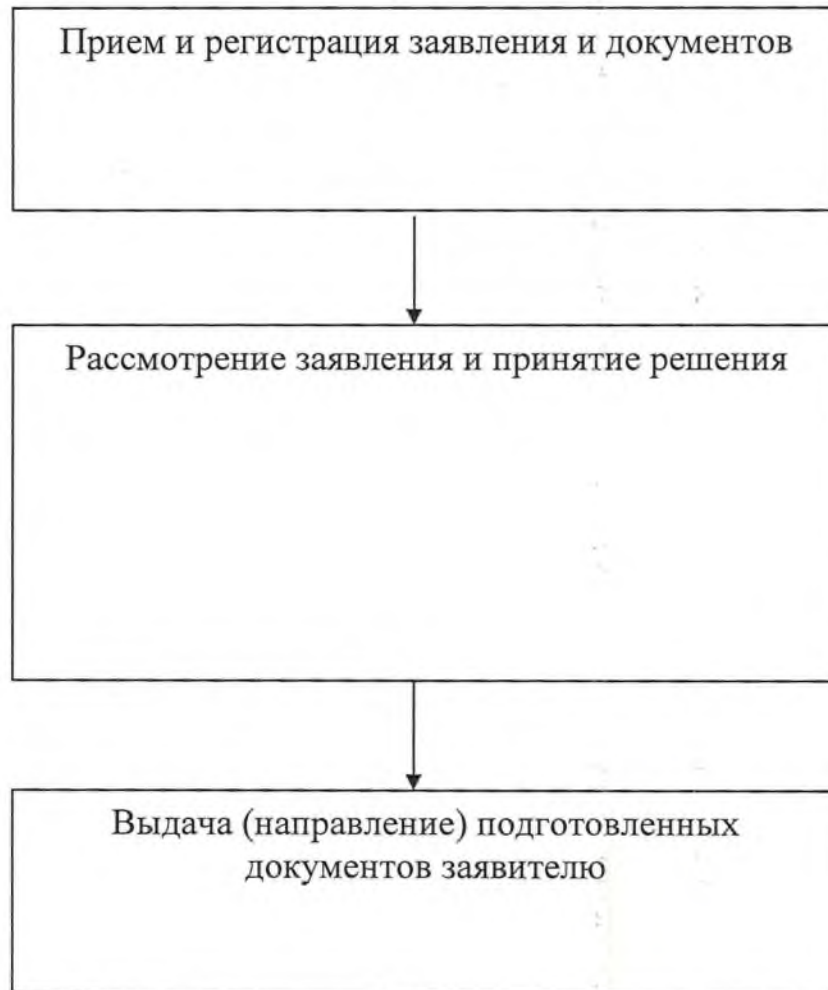 Прием и регистрация заявления и документов
Рассмотрение заявления и принятие решения
Выдача (направление) подготовленных
документов заявителю